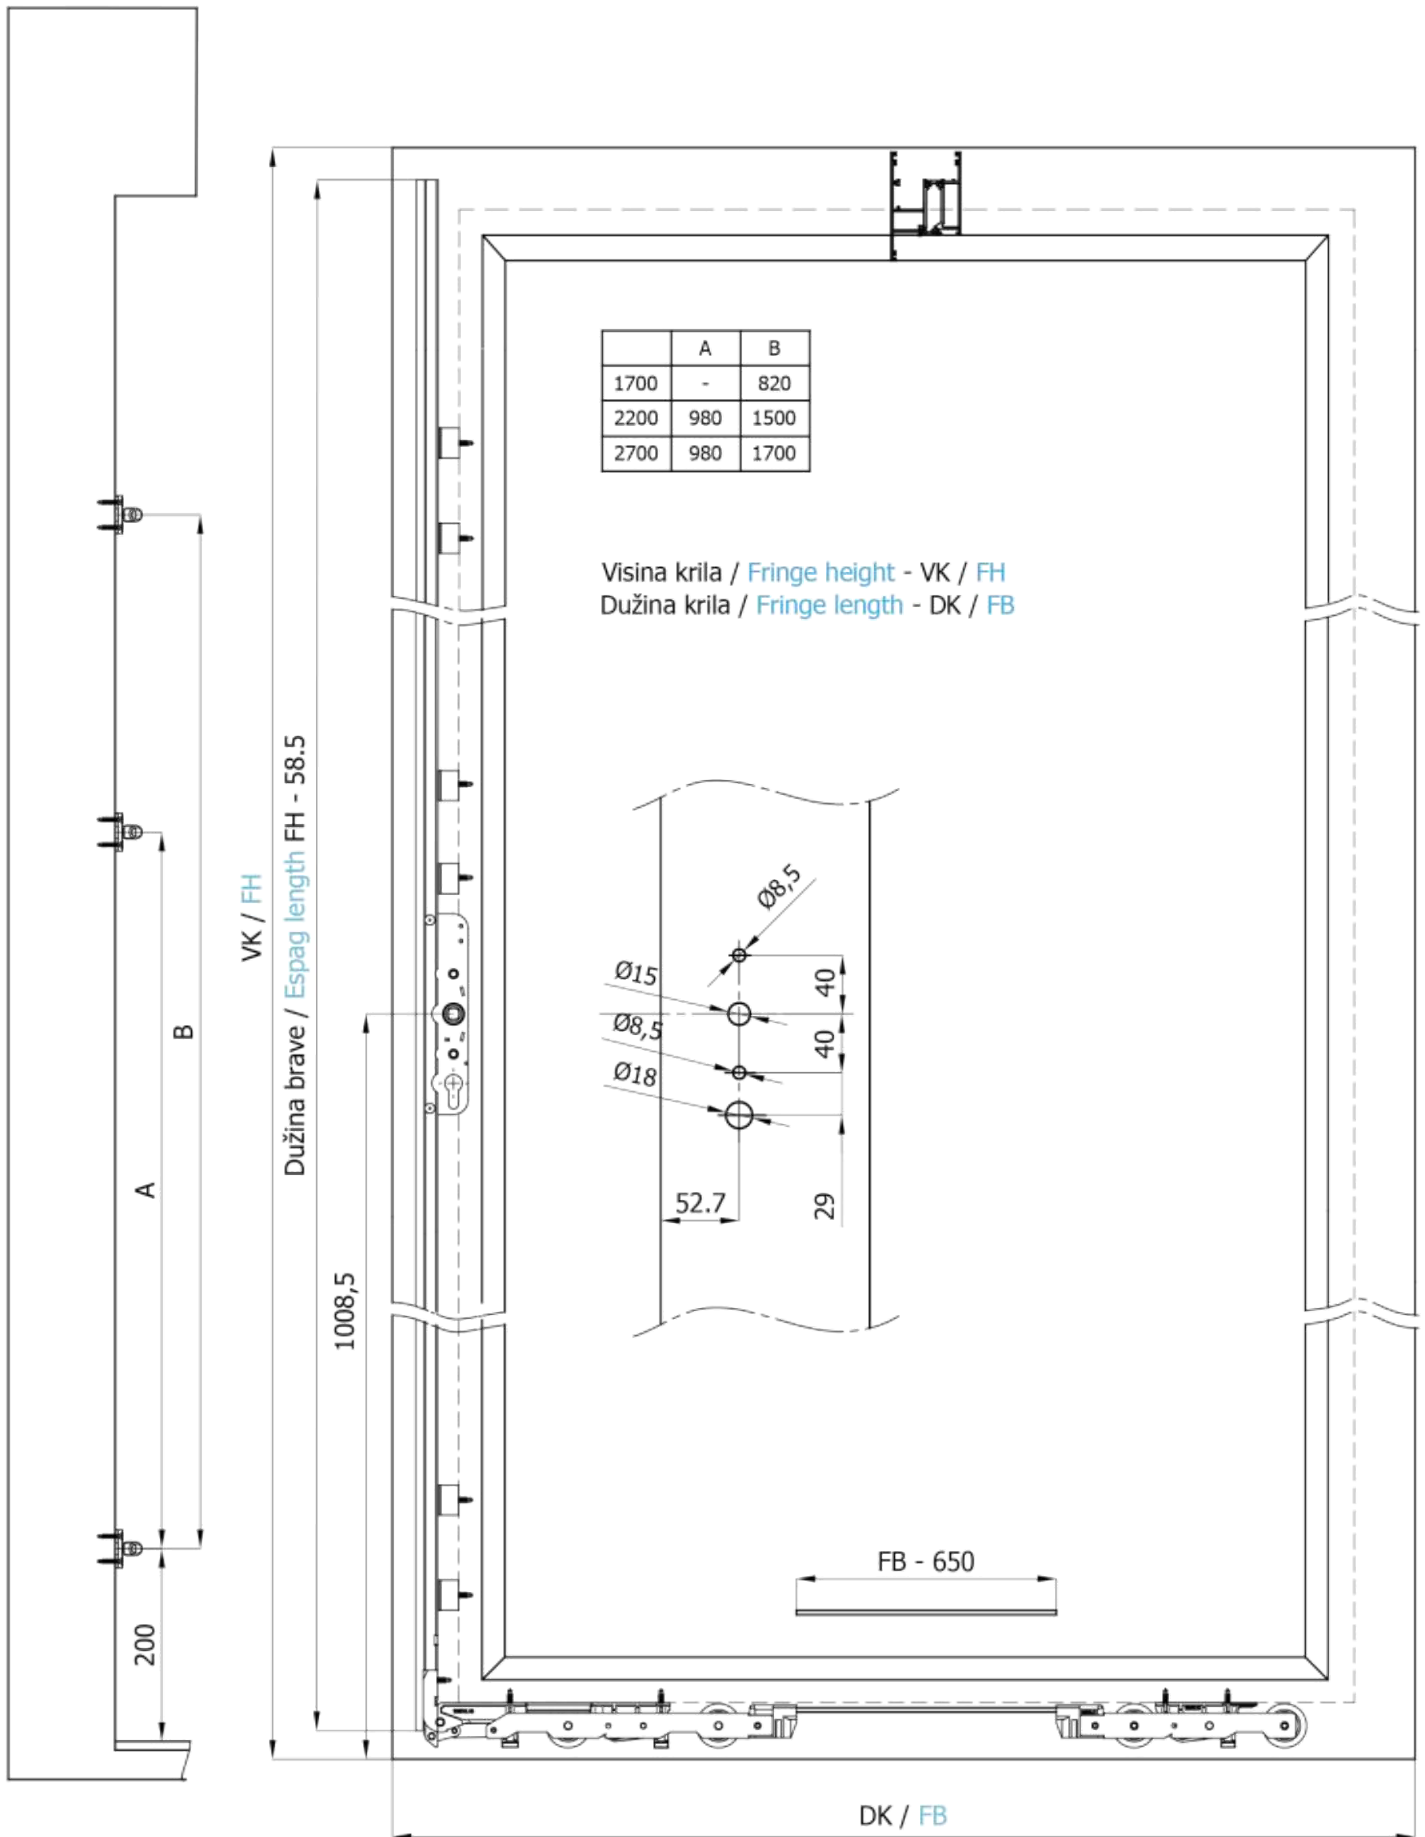 A B
1700 - 820
2200 980 1500
2700 980 1700
Visina krila / Fringe height - VK / FH
Dužina krila / Fringe length - DK / FB
VK / FH
Dužina brave / Espag length FH - 58.5
B
A
200
1008,5
Ø8,5
Ø15
Ø8,5
Ø18
40
40
29
52.7
FB - 650
DK / FB